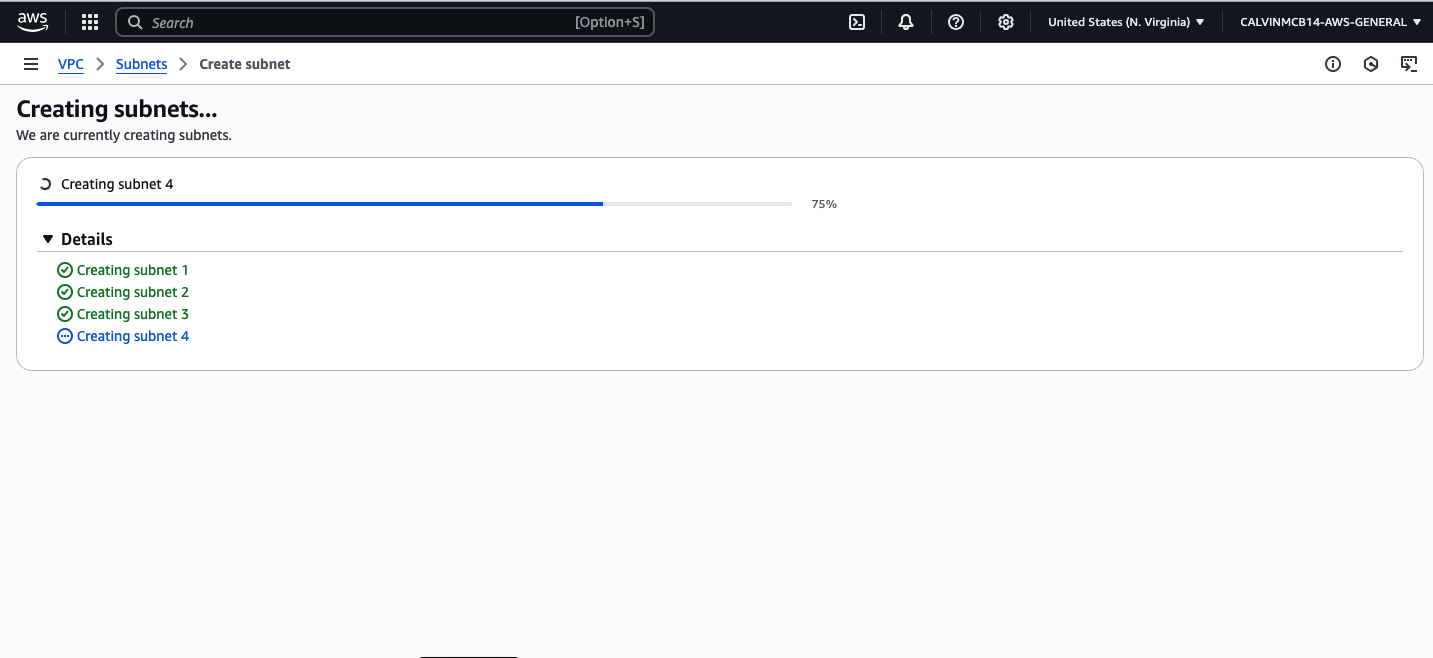 aws Search [Option+S] United States (N. Virginia) CALVINMCB14-AWS-GENERAL
VPC Subnets Create subnet
Creating subnets...
We are currently creating subnets.
Creating subnet 4
75%
Details
Creating subnet 1
Creating subnet 2
Creating subnet 3
Creating subnet 4